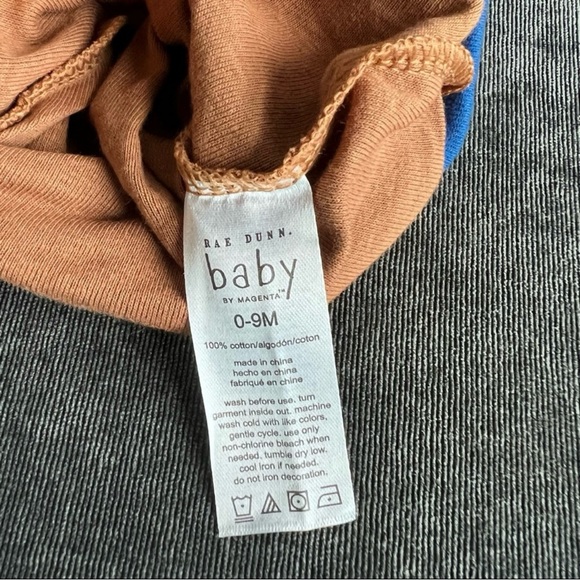 RAE DUNN.
baby
BY MAGENTA™
0-9M
100% cotton/algodón/coton
made in china
hecho en china
fabriqué en chine
wash before use. turn
garment inside out. machine
wash cold with like colors,
gentle cycle. use only
non-chlorine bleach when
needed. tumble dry low.
cool iron if needed.
do not iron decoration.